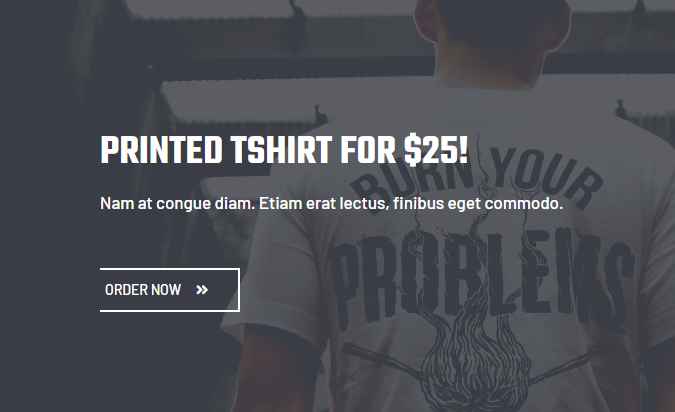 PRINTED TSHIRT FOR $25!
BURN YOUR
PROBLEMS
Nam at congue diam. Etiam erat lectus, finibus eget commodo.
ORDER NOW »